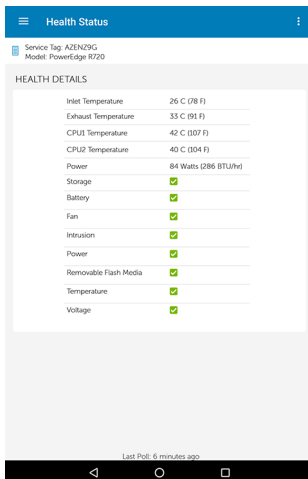 Health Status
Service Tag: AZENZ9G
Model: PowerEdge R720
HEALTH DETAILS
Inlet Temperature 26 C (78 F)
Exhaust Temperature 33 C (91 F)
CPU1 Temperature 42 C (107 F)
CPU2 Temperature 40 C (104 F)
Power 84 Watts (286 BTU/hr)
Storage
Battery
Fan
Intrusion
Power
Removable Flash Media
Temperature
Voltage
Last Poll: 6 minutes ago